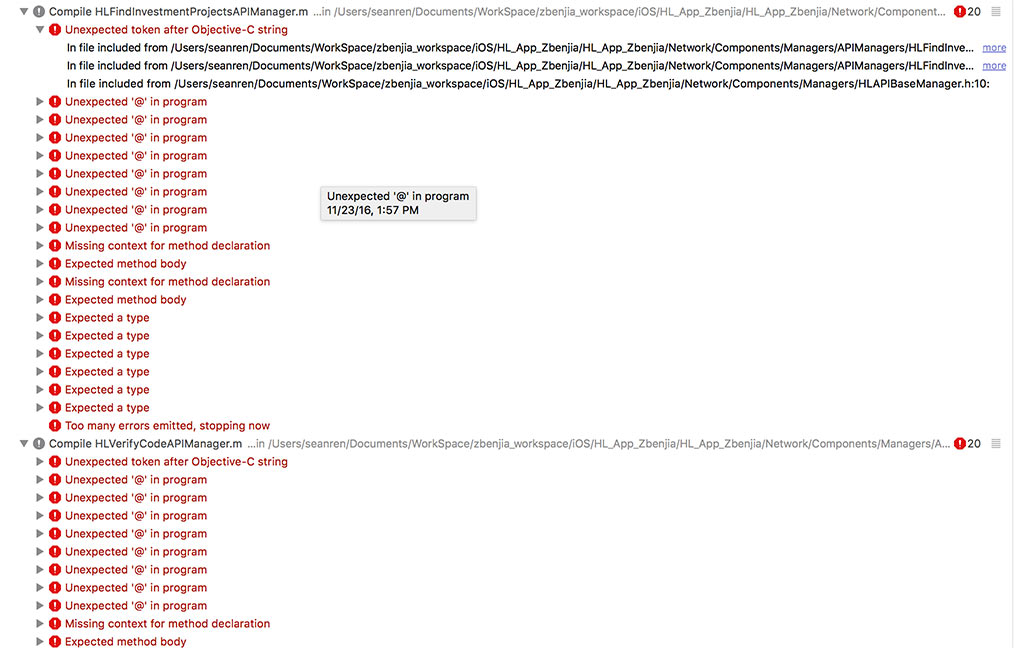 Compile HLFindInvestmentProjectsAPIManager.m ...in /Users/seanren/Documents/WorkSpace/zbenjia_workspace/iOS/HL_App_Zbenjia/HL_App_Zbenjia/Network/Component... 20
Unexpected token after Objective-C string
In file included from /Users/seanren/Documents/WorkSpace/zbenjia_workspace/iOS/HL_App_Zbenjia/HL_App_Zbenjia/Network/Components/Managers/APIManagers/HLFindInve... more
In file included from /Users/seanren/Documents/WorkSpace/zbenjia_workspace/iOS/HL_App_Zbenjia/HL_App_Zbenjia/Network/Components/Managers/APIManagers/HLFindInve... more
In file included from /Users/seanren/Documents/WorkSpace/zbenjia_workspace/iOS/HL_App_Zbenjia/HL_App_Zbenjia/Network/Components/Managers/HLAPIBaseManager.h:10:
Unexpected '@' in program
Unexpected '@' in program
Unexpected '@' in program
Unexpected '@' in program
Unexpected '@' in program
Unexpected '@' in program
Unexpected '@' in program
Unexpected '@' in program
Unexpected '@' in program
11/23/16, 1:57 PM
Missing context for method declaration
Expected method body
Missing context for method declaration
Expected method body
Expected a type
Expected a type
Expected a type
Expected a type
Expected a type
Expected a type
Too many errors emitted, stopping now
Compile HLVerifyCodeAPIManager.m ...in /Users/seanren/Documents/WorkSpace/zbenjia_workspace/iOS/HL_App_Zbenjia/HL_App_Zbenjia/Network/Components/Managers/A... 20
Unexpected token after Objective-C string
Unexpected '@' in program
Unexpected '@' in program
Unexpected '@' in program
Unexpected '@' in program
Unexpected '@' in program
Unexpected '@' in program
Unexpected '@' in program
Unexpected '@' in program
Missing context for method declaration
Expected method body